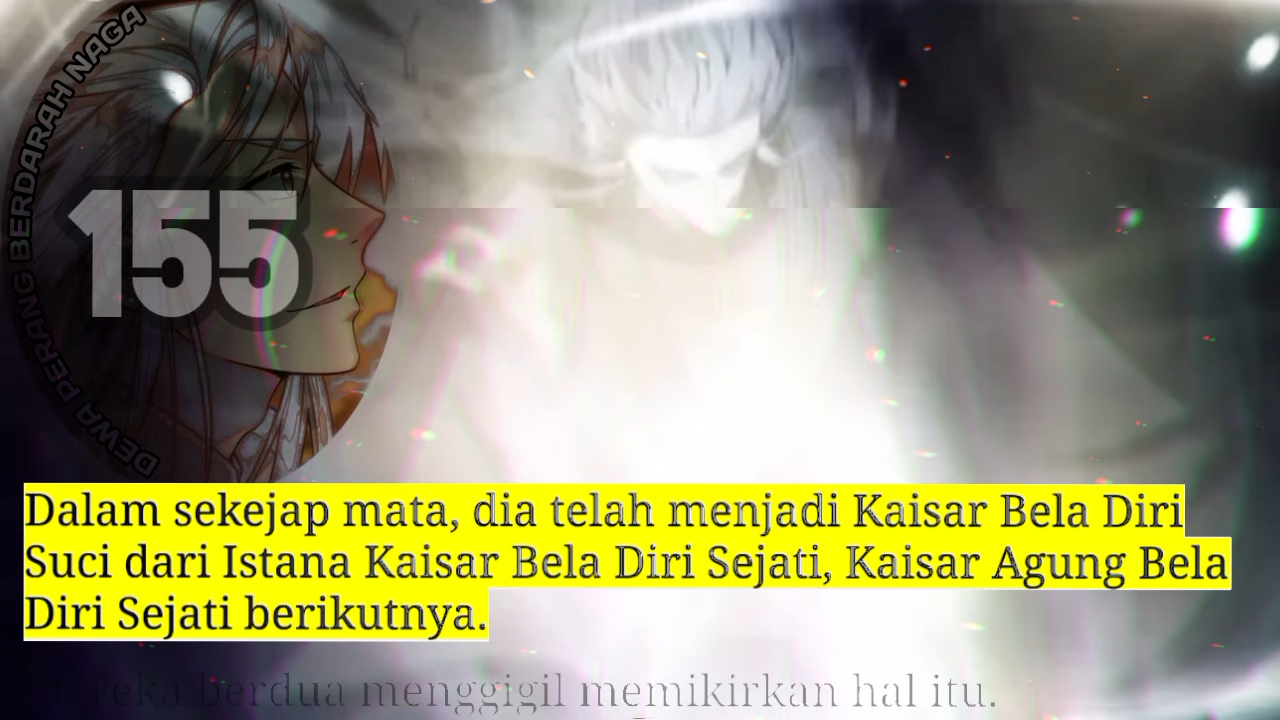 DEWA PERANG BERDARAH NAGA
155
Dalam sekejap mata, dia telah menjadi Kaisar Bela Diri
Suci dari Istana Kaisar Bela Diri Sejati, Kaisar Agung Bela
Diri Sejati berikutnya.
berdua menggigil memikirkan hal itu.